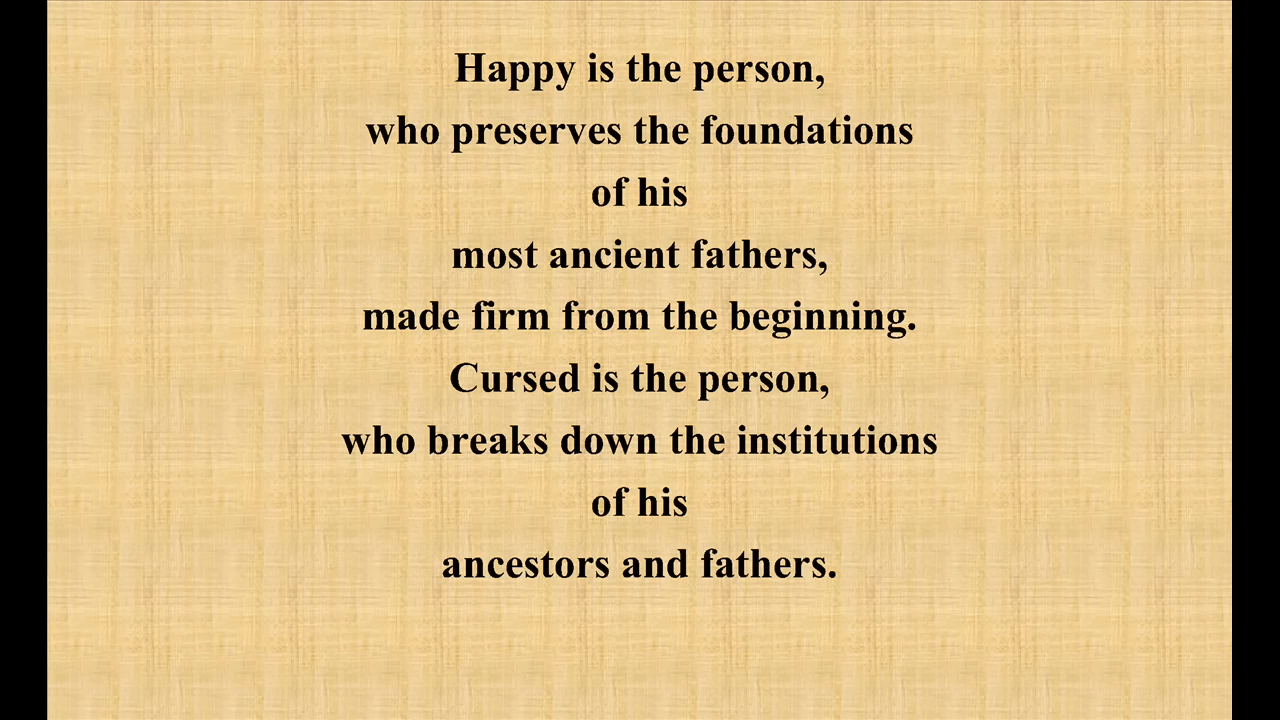 Happy is the person,
who preserves the foundations
of his
most ancient fathers,
made firm from the beginning.
Cursed is the person,
who breaks down the institutions
of his
ancestors and fathers.